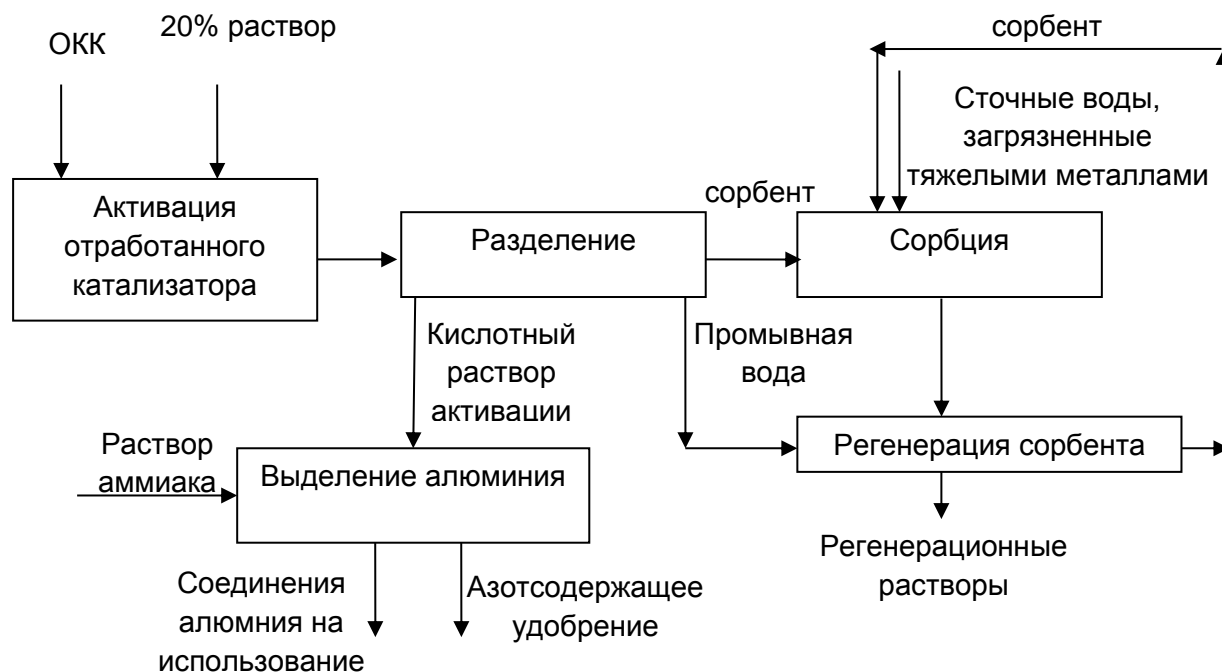 ОКК
20% раствор
сорбент
Сточные воды,
загрязненные
тяжелыми металлами
Активация
отработанного
катализатора
Разделение
сорбент
Сорбция
Кислотный
раствор
активации
Промывная
вода
Раствор
аммиака
Выделение алюминия
Регенерация сорбента
Соединения
алюмния на
использование
Азотсодержащее
удобрение
Регенерационные
растворы